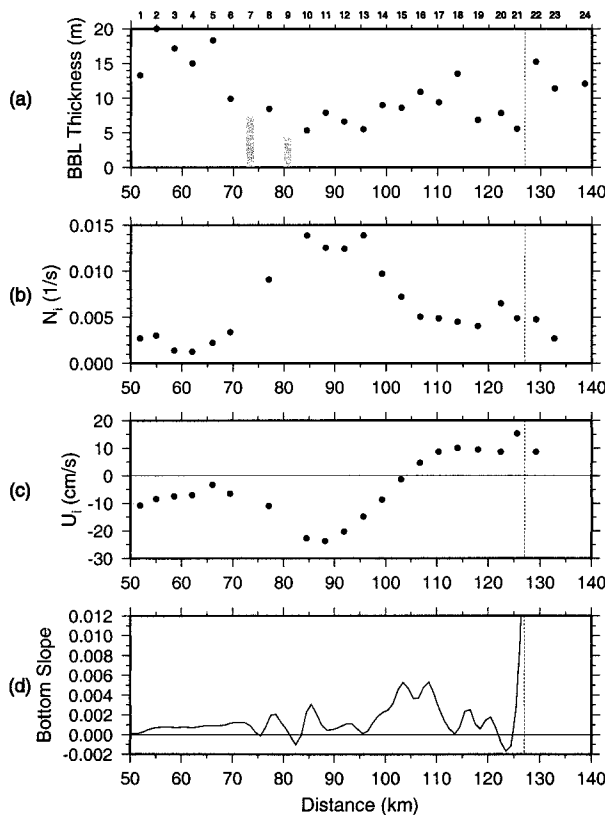 1 2 3 4 5 6 7 8 9 10 11 12 13 14 15 16 17 18 19 20 21 22 23 24
(a)
BBL Thickness (m)
20
15
10
5
0
50 60 70 80 90 100 110 120 130 140
(b)
N_i (1/s)
0.015
0.010
0.005
0.000
50 60 70 80 90 100 110 120 130 140
(c)
U_i (cm/s)
20
10
0
-10
-20
-30
50 60 70 80 90 100 110 120 130 140
(d)
Bottom Slope
0.012
0.010
0.008
0.006
0.004
0.002
0.000
-0.002
50 60 70 80 90 100 110 120 130 140
Distance (km)